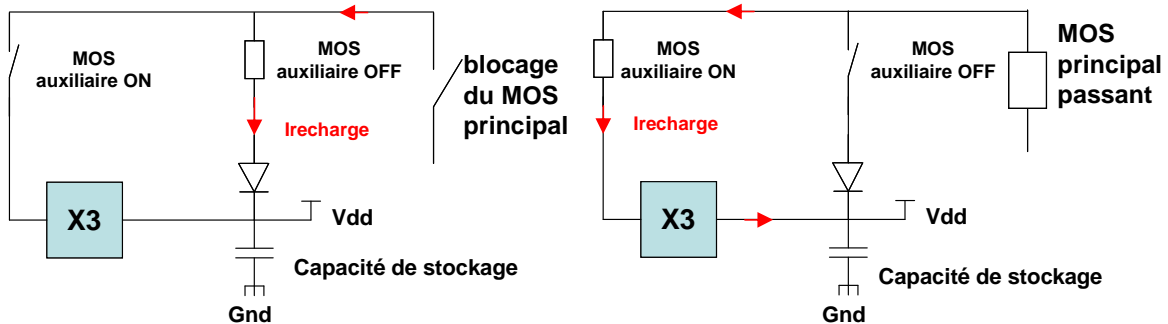 MOS
auxiliaire ON
MOS
auxiliaire OFF
blocage
du MOS
principal
Irecharge
X3
Vdd
Capacité de stockage
Gnd
MOS
auxiliaire ON
MOS
auxiliaire OFF
MOS
principal
passant
Irecharge
X3
Vdd
Capacité de stockage
Gnd